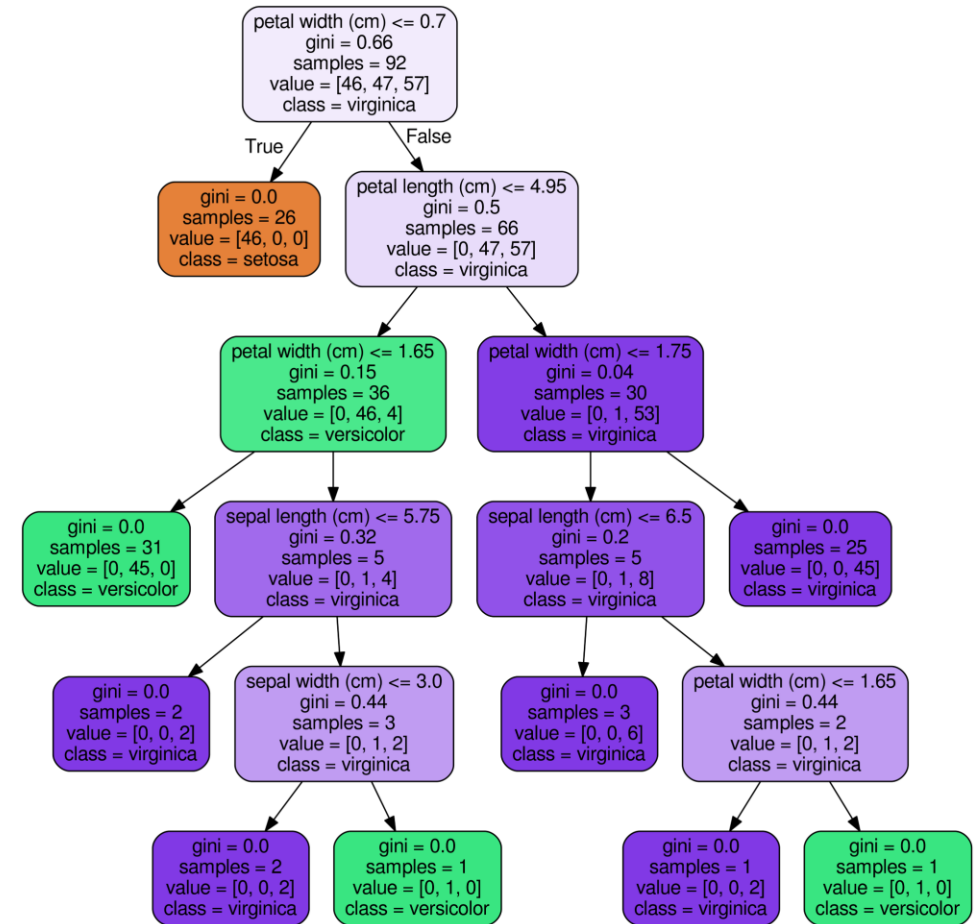 petal width (cm) <= 0.7
gini = 0.66
samples = 92
value = [46, 47, 57]
class = virginica
True
False
gini = 0.0
samples = 26
value = [46, 0, 0]
class = setosa
petal length (cm) <= 4.95
gini = 0.5
samples = 66
value = [0, 47, 57]
class = virginica
petal width (cm) <= 1.65
gini = 0.15
samples = 36
value = [0, 46, 4]
class = versicolor
petal width (cm) <= 1.75
gini = 0.04
samples = 30
value = [0, 1, 53]
class = virginica
gini = 0.0
samples = 31
value = [0, 45, 0]
class = versicolor
sepal length (cm) <= 5.75
gini = 0.32
samples = 5
value = [0, 1, 4]
class = virginica
sepal length (cm) <= 6.5
gini = 0.2
samples = 5
value = [0, 1, 8]
class = virginica
gini = 0.0
samples = 25
value = [0, 0, 45]
class = virginica
gini = 0.0
samples = 2
value = [0, 0, 2]
class = virginica
sepal width (cm) <= 3.0
gini = 0.44
samples = 3
value = [0, 1, 2]
class = virginica
gini = 0.0
samples = 3
value = [0, 0, 6]
class = virginica
petal width (cm) <= 1.65
gini = 0.44
samples = 2
value = [0, 1, 2]
class = virginica
gini = 0.0
samples = 2
value = [0, 0, 2]
class = virginica
gini = 0.0
samples = 1
value = [0, 1, 0]
class = versicolor
gini = 0.0
samples = 1
value = [0, 0, 2]
class = virginica
gini = 0.0
samples = 1
value = [0, 1, 0]
class = versicolor